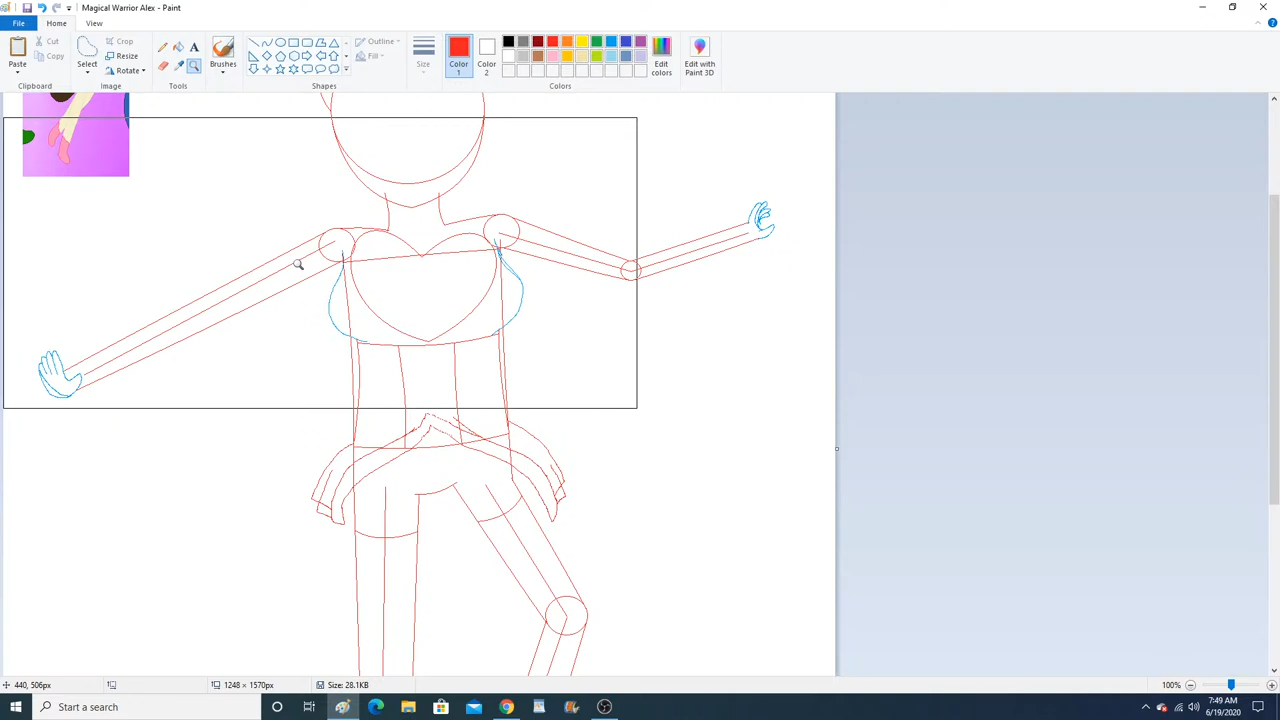 Magical Warrior Alex - Paint
File Home View
Paste
Cut
Copy
Clipboard
Select
Crop
Resize
Rotate
Image
A
Tools
Brushes
Shapes
Outline
Fill
Size
Color 1
Color 2
Colors
Edit colors
Edit with Paint 3D
440, 506px
1248 × 1570px
Size: 28.1KB
100%
Start a search
7:49 AM
6/19/2020